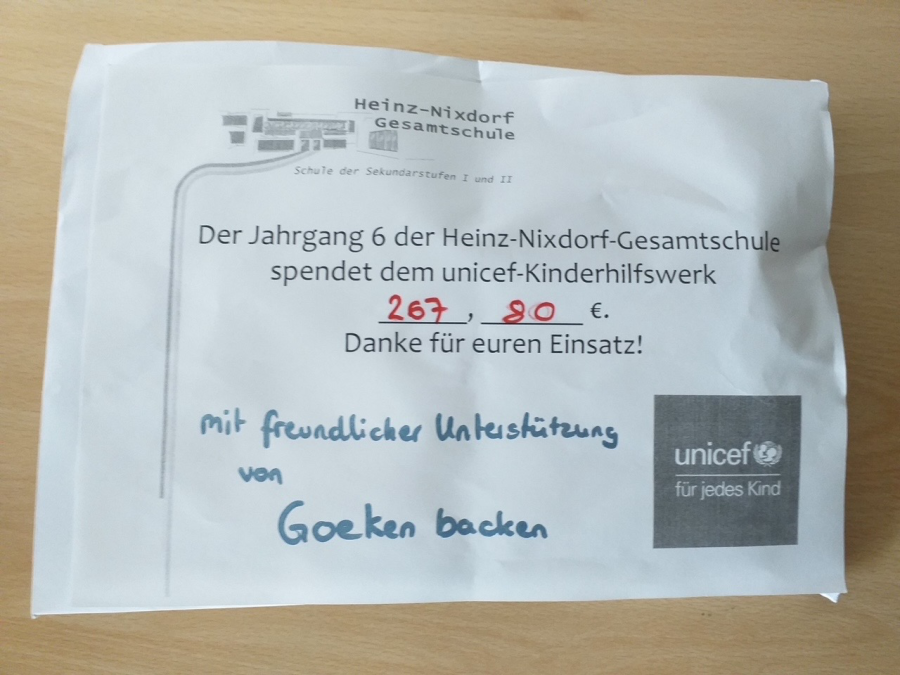 Heinz-Nixdorf
Gesamtschule
Schule der Sekundarstufen I und II
Der Jahrgang 6 der Heinz-Nixdorf-Gesamtschule
spendet dem unicef-Kinderhilfswerk
267, 80 €.
Danke für euren Einsatz!
mit freundlicher Unterstützung
von
Goeken backen
unicef
für jedes Kind